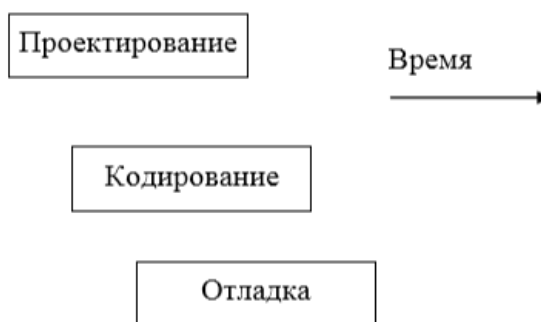 Проектирование
Время
Кодирование
Отладка